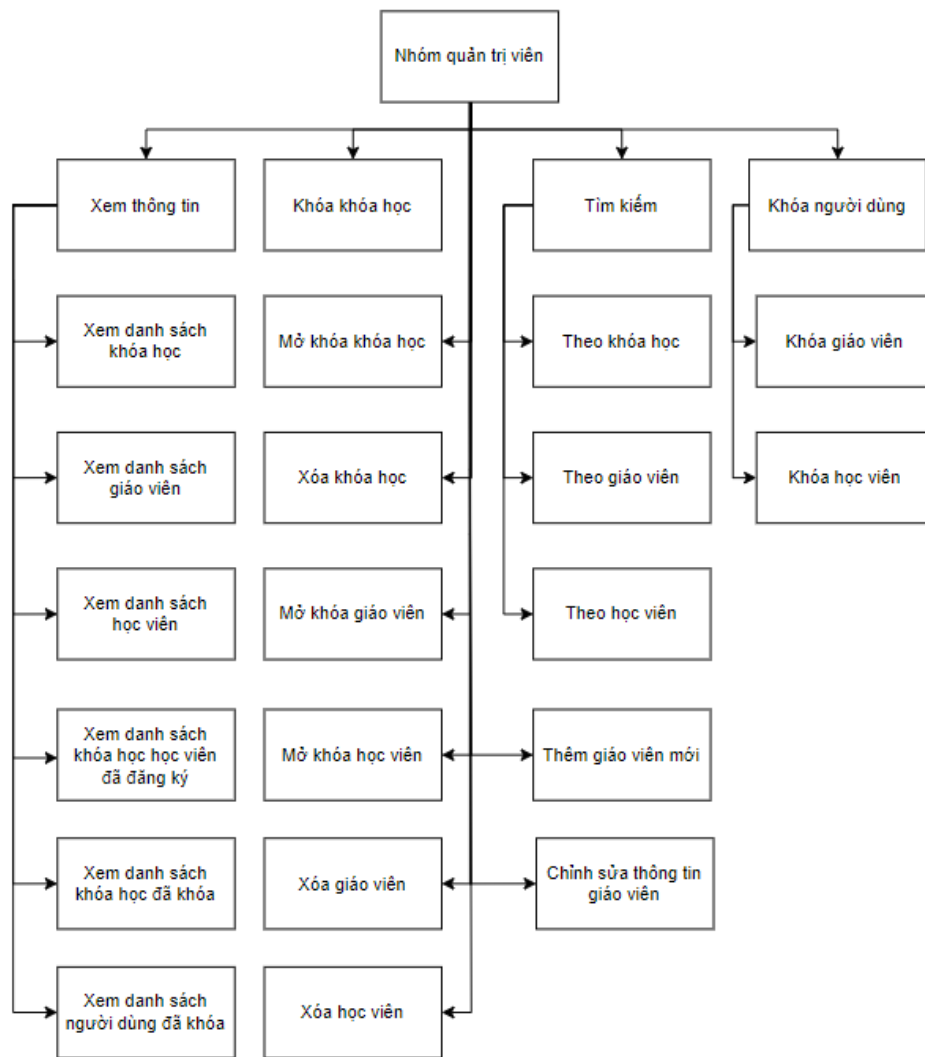 Nhóm quản trị viên
Xem thông tin
Khóa khóa học
Tìm kiếm
Khóa người dùng
Xem danh sách
khóa học
Mở khóa khóa học
Theo khóa học
Khóa giáo viên
Xem danh sách
giáo viên
Xóa khóa học
Theo giáo viên
Khóa học viên
Xem danh sách
học viên
Mở khóa giáo viên
Theo học viên
Xem danh sách
khóa học học viên
đã đăng ký
Mở khóa học viên
Thêm giáo viên mới
Xem danh sách
khóa học đã khóa
Xóa giáo viên
Chỉnh sửa thông tin
giáo viên
Xem danh sách
người dùng đã khóa
Xóa học viên